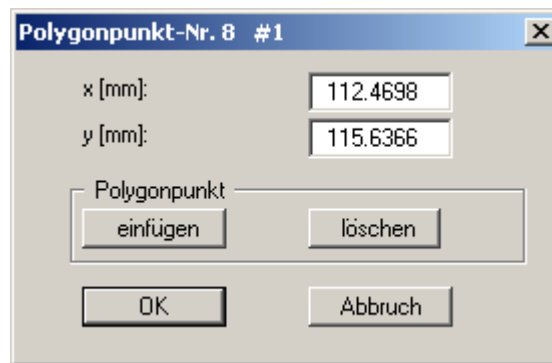 Polygonpunkt-Nr. 8 #1
x [mm]: 112.4698
y [mm]: 115.6366
Polygonpunkt
einfügen löschen
OK Abbruch